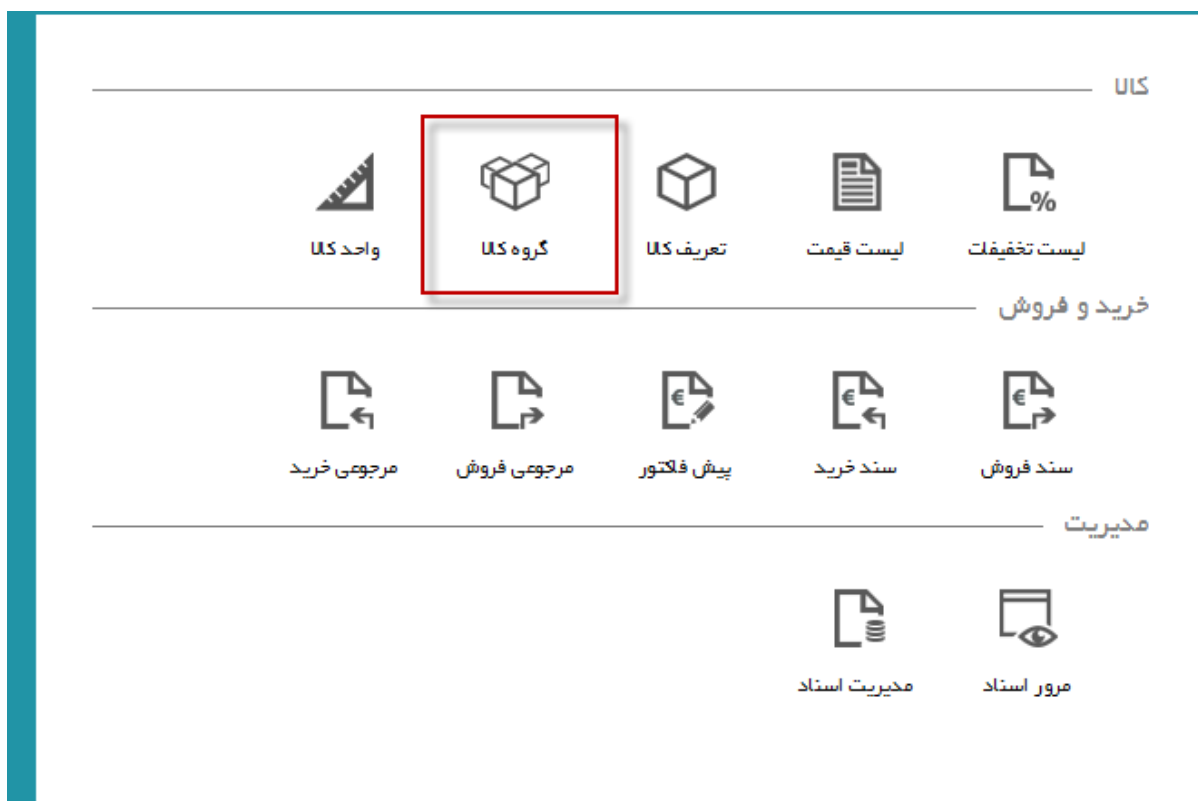 کالا
لیست تخفیفات لیست قیمت تعریف کالا گروه کالا واحد کالا
خرید و فروش
سند فروش سند خرید پیش فاکتور مرجوعی فروش مرجوعی خرید
مدیریت
مرور اسناد مدیریت اسناد